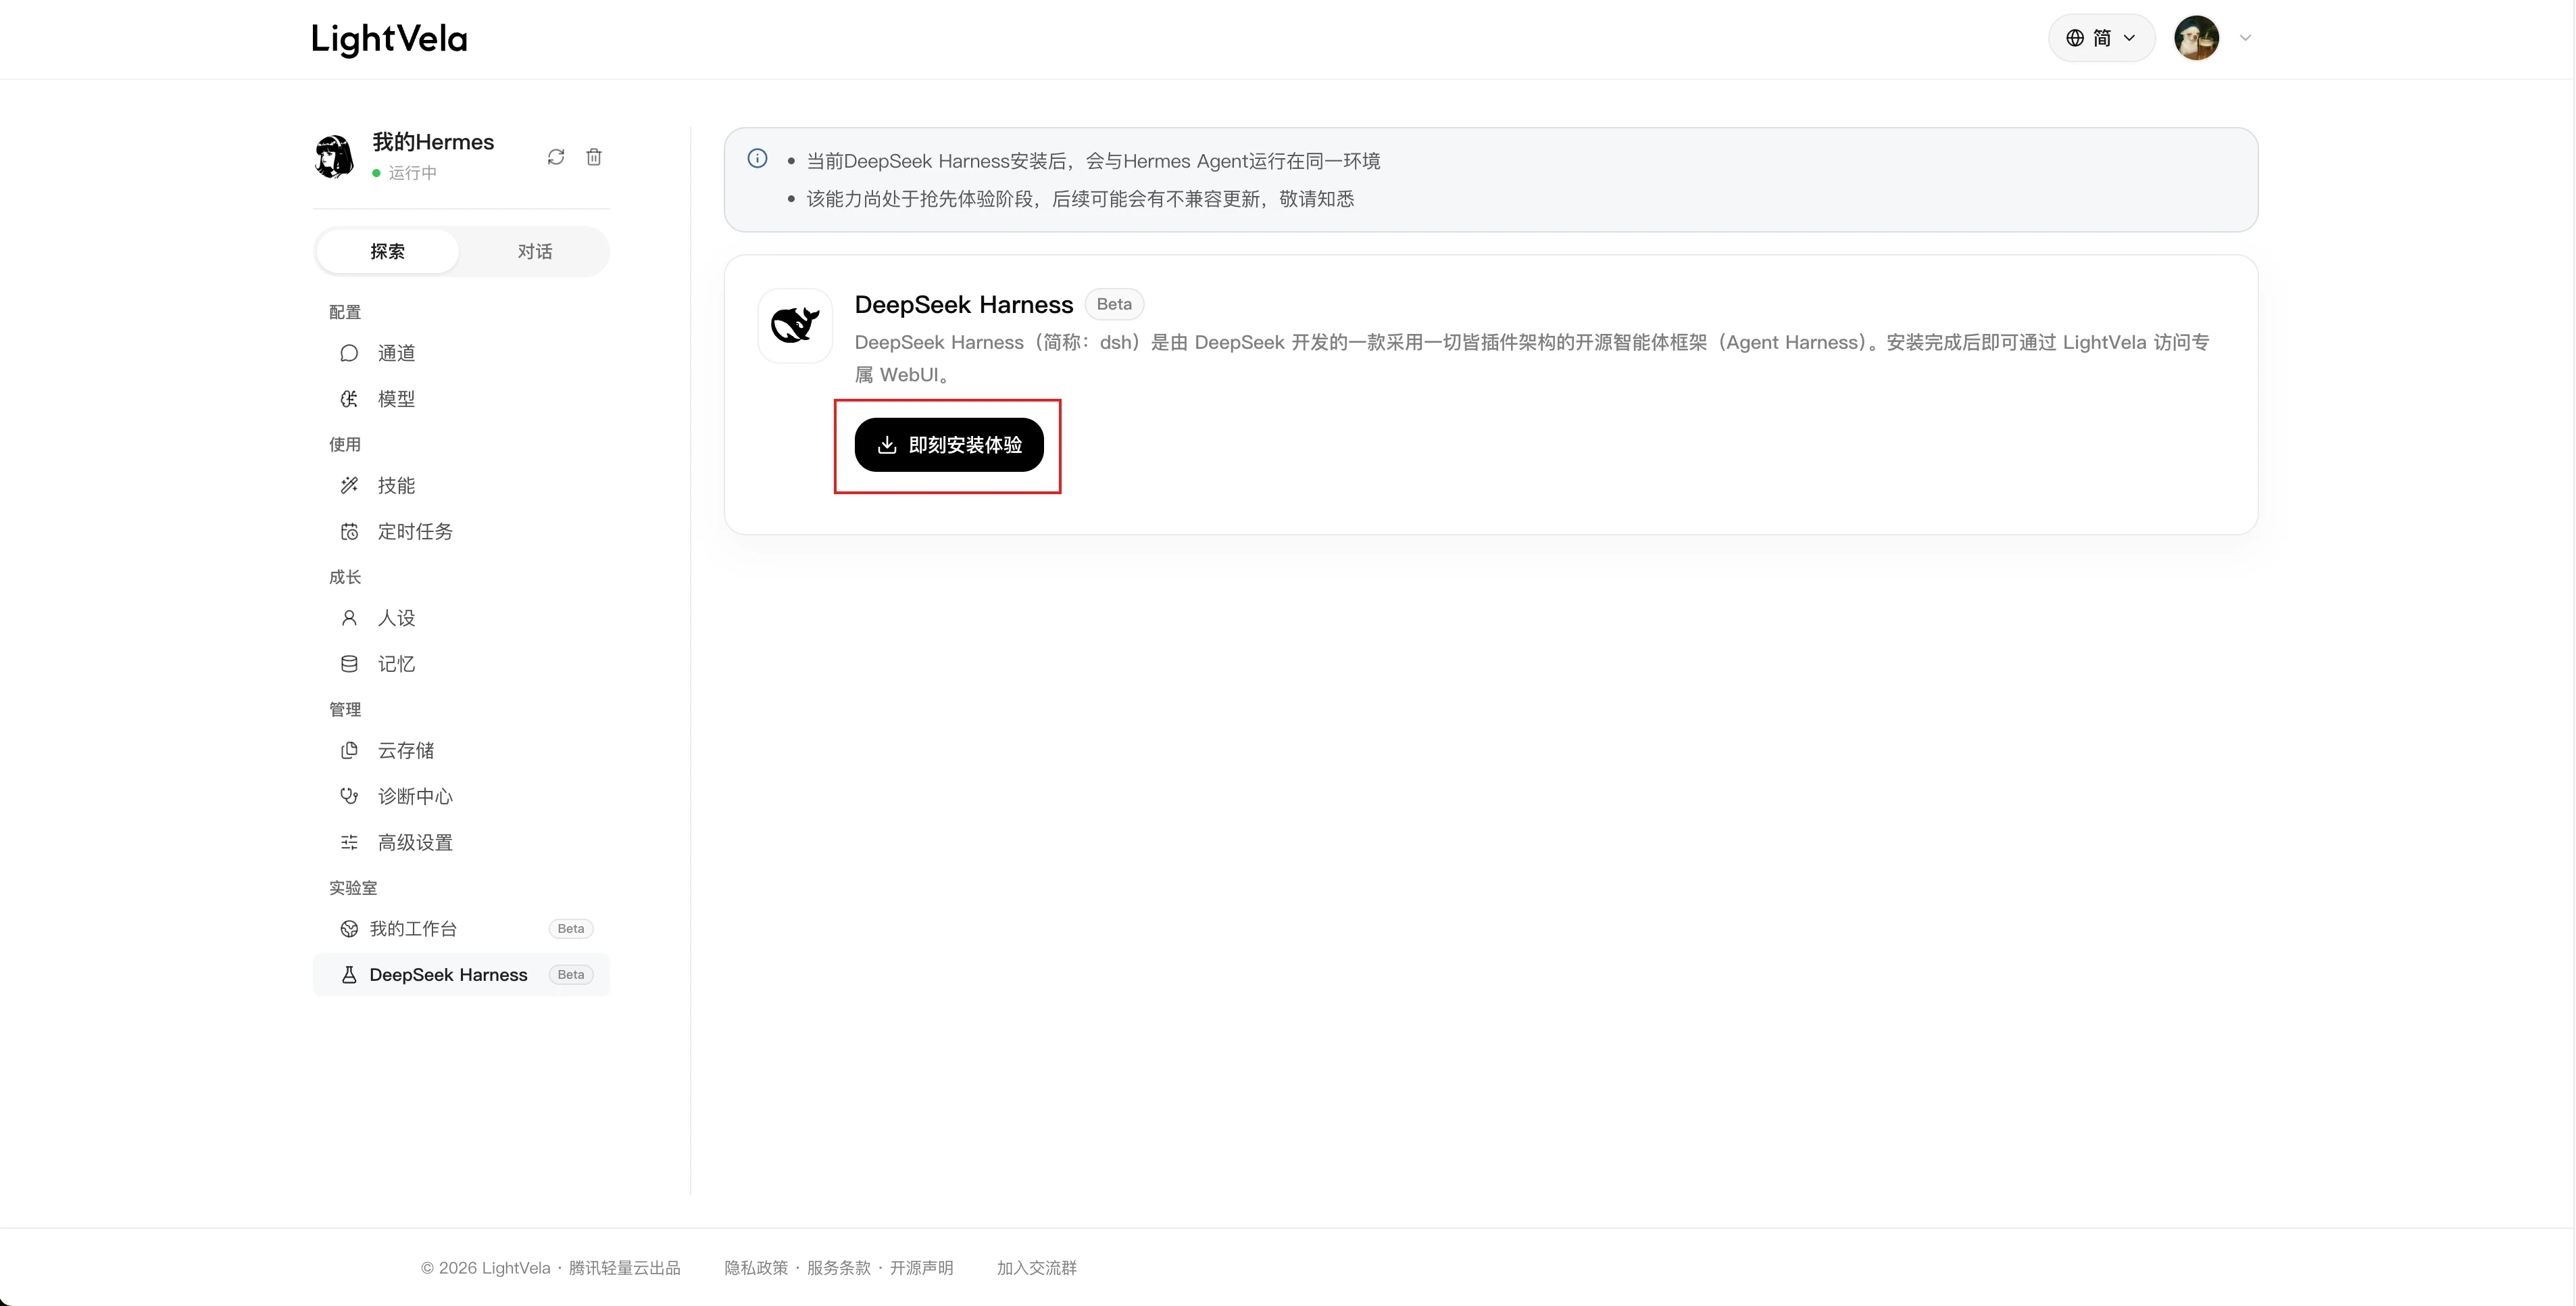 LightVela
简
我的Hermes
运行中
探索
对话
配置
通道
模型
使用
技能
定时任务
成长
人设
记忆
管理
云存储
诊断中心
高级设置
实验室
我的工作台 Beta
DeepSeek Harness Beta
当前DeepSeek Harness安装后，会与Hermes Agent运行在同一环境
该能力尚处于抢先体验阶段，后续可能会有不兼容更新，敬请知悉
DeepSeek Harness Beta
DeepSeek Harness（简称：dsh）是由 DeepSeek 开发的一款采用一切皆插件架构的开源智能体框架（Agent Harness）。安装完成后即可通过 LightVela 访问专
属 WebUI。
即刻安装体验
© 2026 LightVela · 腾讯轻量云出品 隐私政策 · 服务条款 · 开源声明 加入交流群